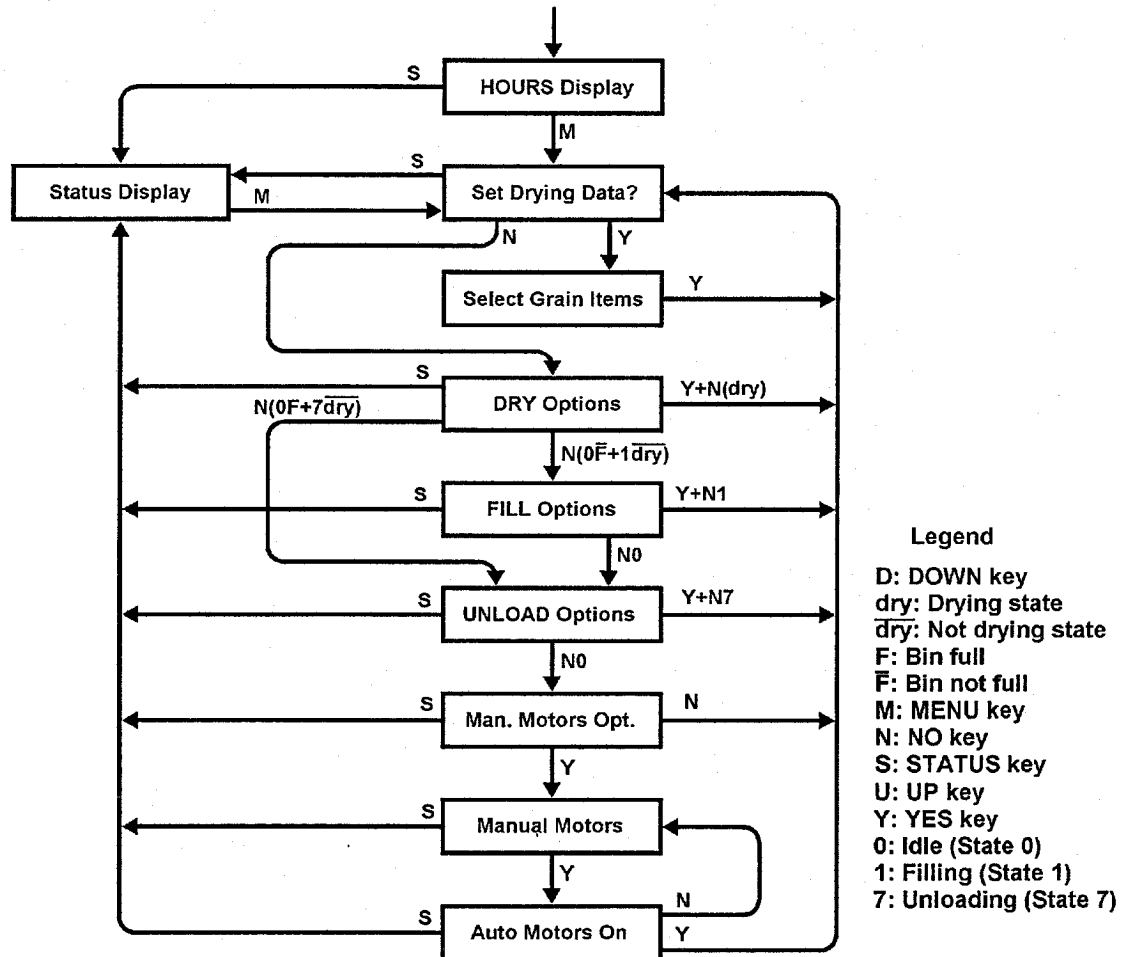 S
HOURS Display
M
Status Display
S
M
Set Drying Data?
N
Y
Select Grain Items
Y
S
DRY Options
Y+N(dry)
N(0F+7d̅r̅y̅)
N(0F̅+1d̅r̅y̅)
S
FILL Options
Y+N1
N0
S
UNLOAD Options
Y+N7
N0
S
Man. Motors Opt.
N
Y
S
Manual Motors
Y
S
Auto Motors On
N
Y
Legend
D: DOWN key
dry: Drying state
d̅r̅y̅: Not drying state
F: Bin full
F̅: Bin not full
M: MENU key
N: NO key
S: STATUS key
U: UP key
Y: YES key
0: Idle (State 0)
1: Filling (State 1)
7: Unloading (State 7)